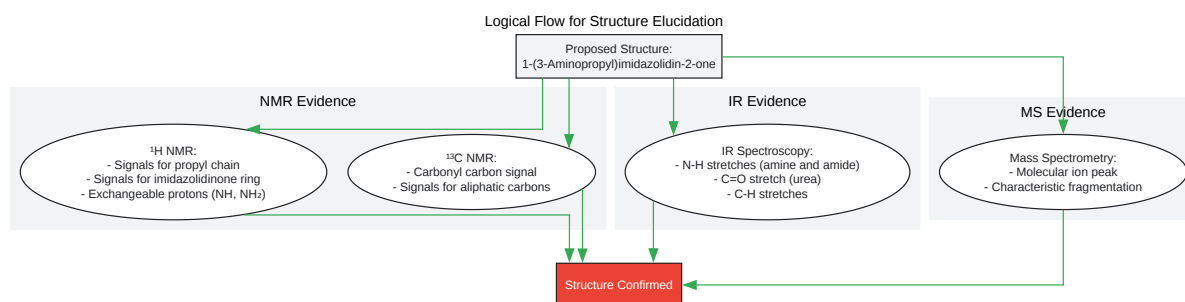 Logical Flow for Structure Elucidation
Proposed Structure:
1-(3-Aminopropyl)imidazolidin-2-one
NMR Evidence
¹H NMR:
- Signals for propyl chain
- Signals for imidazolidinone ring
- Exchangeable protons (NH, NH₂)
¹³C NMR:
- Carbonyl carbon signal
- Signals for aliphatic carbons
IR Evidence
IR Spectroscopy:
- N-H stretches (amine and amide)
- C=O stretch (urea)
- C-H stretches
MS Evidence
Mass Spectrometry:
- Molecular ion peak
- Characteristic fragmentation
Structure Confirmed